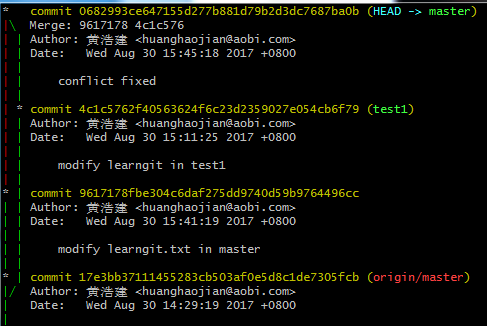 *   commit 0682993ce647155d277b881d79b2d3dc7687ba0b (HEAD -> master)
|\  Merge: 9617178 4c1c576
| | Author: 黄浩建 <huanghaojian@aobi.com>
| | Date:   Wed Aug 30 15:45:18 2017 +0800
| |
| |     conflict fixed
| |
| * commit 4c1c5762f40563624f6c23d2359027e054cb6f79 (test1)
| | Author: 黄浩建 <huanghaojian@aobi.com>
| | Date:   Wed Aug 30 15:11:25 2017 +0800
| |
| |     modify learngit in test1
| |
* | commit 9617178fbe304c6daf275dd9740d59b9764496cc
| | Author: 黄浩建 <huanghaojian@aobi.com>
| | Date:   Wed Aug 30 15:41:19 2017 +0800
| |
| |     modify learngit.txt in master
| |
* | commit 17e3bb37111455283cb503af0e5d8c1de7305fcb (origin/master)
|/  Author: 黄浩建 <huanghaojian@aobi.com>
|   Date:   Wed Aug 30 14:29:19 2017 +0800
|